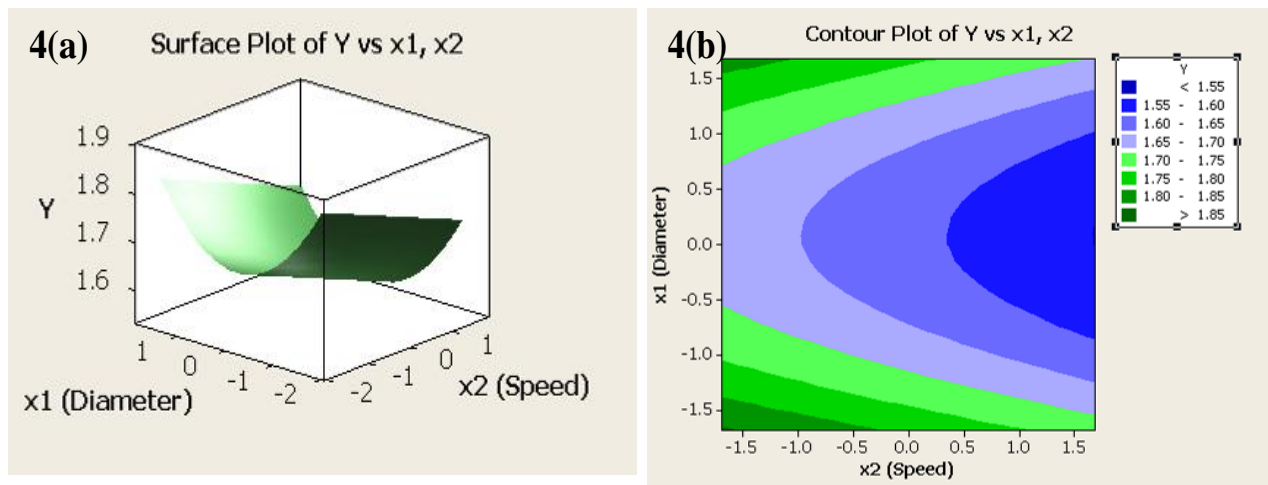 4(a)
Surface Plot of Y vs x1, x2
1.9
1.8
Y
1.7
1.6
1
0
-1
-2
x1 (Diameter)
-2
-1
0
1
x2 (Speed)
4(b)
Contour Plot of Y vs x1, x2
1.5
1.0
0.5
0.0
-0.5
-1.0
-1.5
x1 (Diameter)
-1.5 -1.0 -0.5 0.0 0.5 1.0 1.5
x2 (Speed)
Y
< 1.55
1.55 - 1.60
1.60 - 1.65
1.65 - 1.70
1.70 - 1.75
1.75 - 1.80
1.80 - 1.85
> 1.85